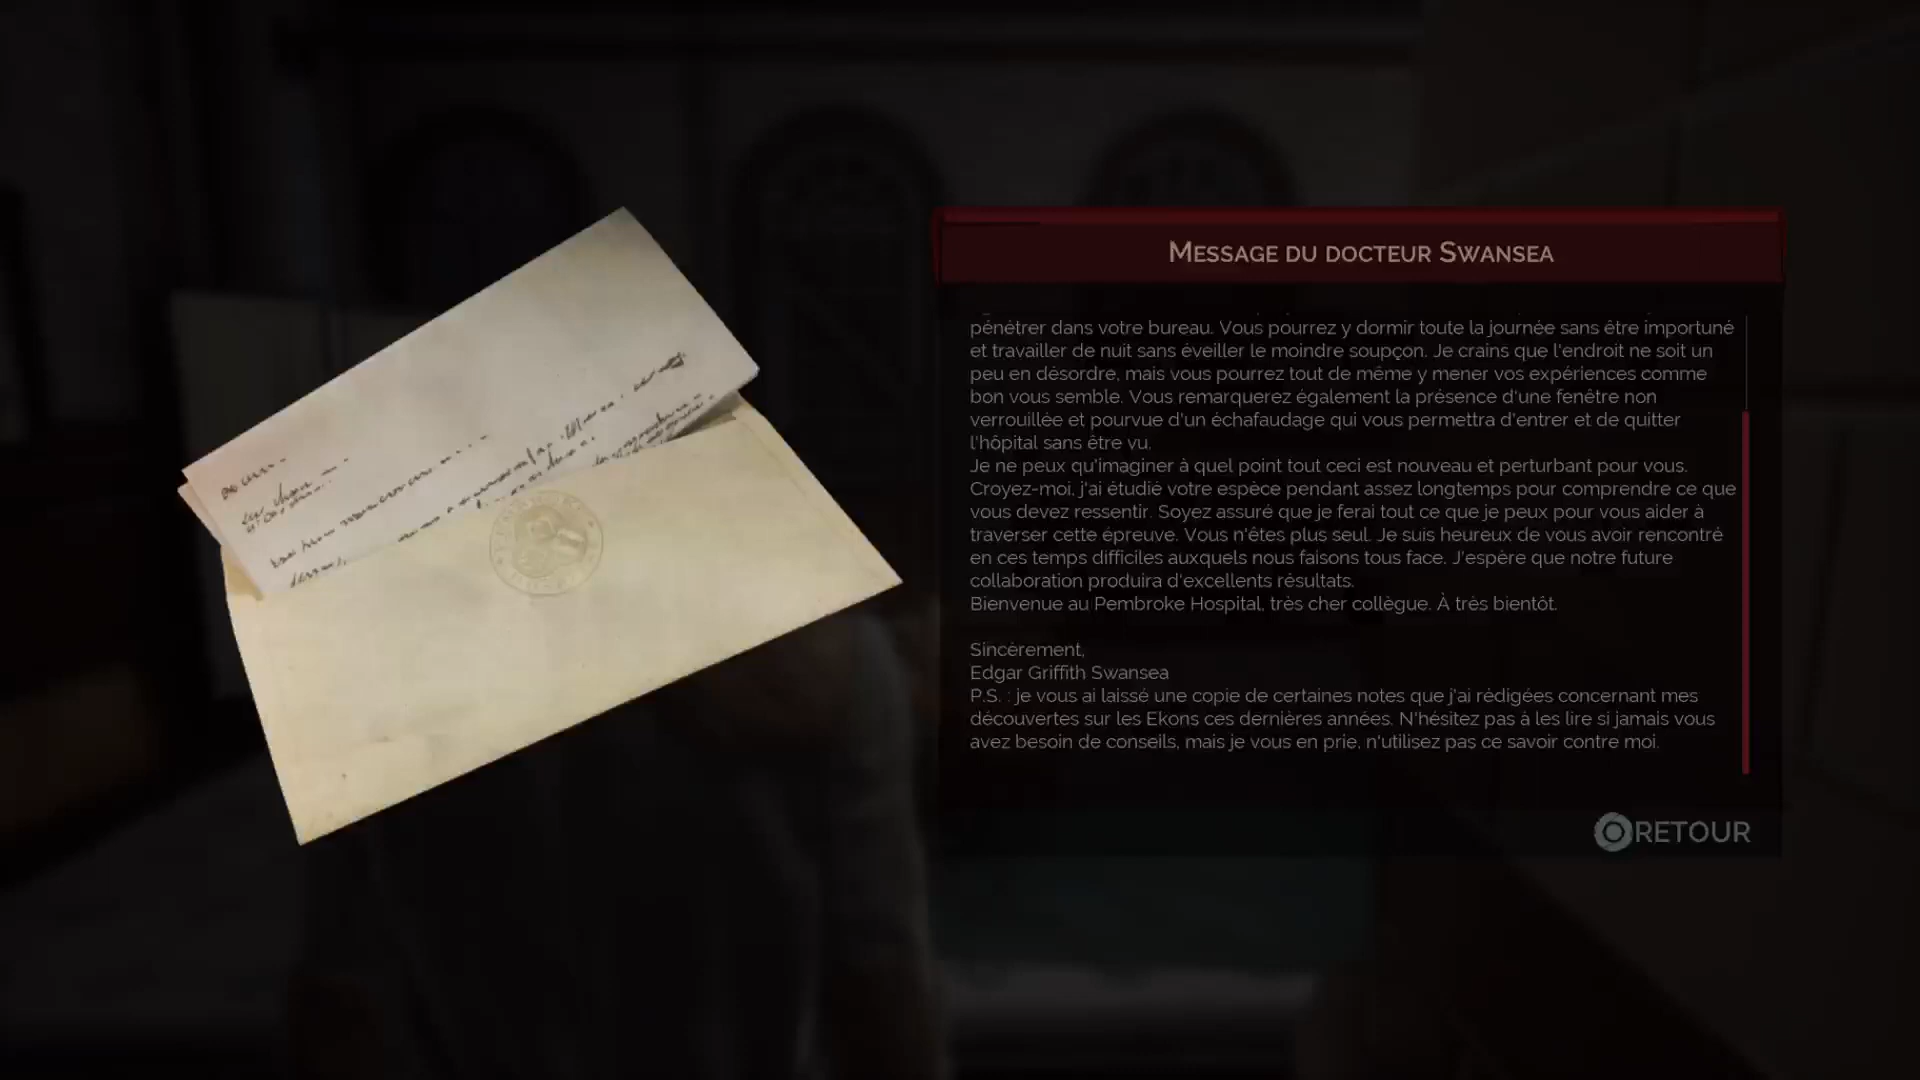 Message du docteur Swansea
pénétrer dans votre bureau. Vous pourrez y dormir toute la journée sans être importuné
et travailler de nuit sans éveiller le moindre soupçon. Je crains que l'endroit ne soit un
peu en désordre, mais vous pourrez tout de même y mener vos expériences comme
bon vous semble. Vous remarquerez également la présence d'une fenêtre non
verrouillée et pourvue d'un échafaudage qui vous permettra d'entrer et de quitter
l'hôpital sans être vu.
Je ne peux qu'imaginer à quel point tout ceci est nouveau et perturbant pour vous.
Croyez-moi, j'ai étudié votre espèce pendant assez longtemps pour comprendre ce que
vous devez ressentir. Soyez assuré que je ferai tout ce que je peux pour vous aider à
traverser cette épreuve. Vous n'êtes plus seul. Je suis heureux de vous avoir rencontré
en ces temps difficiles auxquels nous faisons tous face. J'espère que notre future
collaboration produira d'excellents résultats.
Bienvenue au Pembroke Hospital, très cher collègue. À très bientôt.
Sincèrement,
Edgar Griffith Swansea
P.S. : je vous ai laissé une copie de certaines notes que j'ai rédigées concernant mes
découvertes sur les Ekons ces dernières années. N'hésitez pas à les lire si jamais vous
avez besoin de conseils, mais je vous en prie, n'utilisez pas ce savoir contre moi.
RETOUR